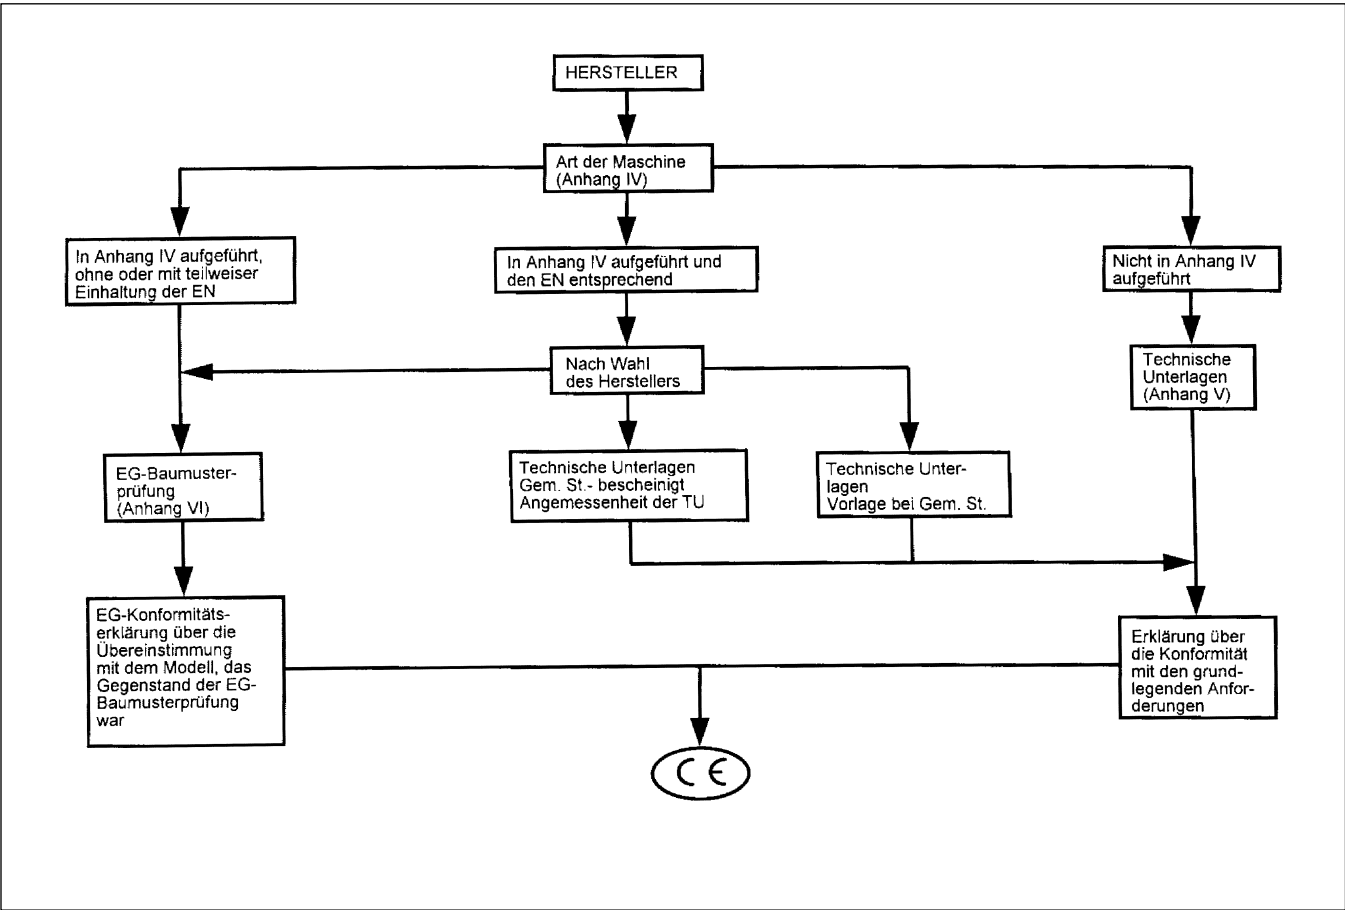 HERSTELLER
Art der Maschine
(Anhang IV)
In Anhang IV aufgeführt,
ohne oder mit teilweiser
Einhaltung der EN
In Anhang IV aufgeführt und
den EN entsprechend
Nicht in Anhang IV
aufgeführt
Nach Wahl
des Herstellers
Technische
Unterlagen
(Anhang V)
EG-Baumuster-
prüfung
(Anhang VI)
Technische Unterlagen
Gem. St.- bescheinigt
Angemessenheit der TU
Technische Unter-
lagen
Vorlage bei Gem. St.
EG-Konformitäts-
erklärung über die
Übereinstimmung
mit dem Modell, das
Gegenstand der EG-
Baumusterprüfung
war
Erklärung über
die Konformität
mit den grund-
legenden Anfor-
derungen
CE